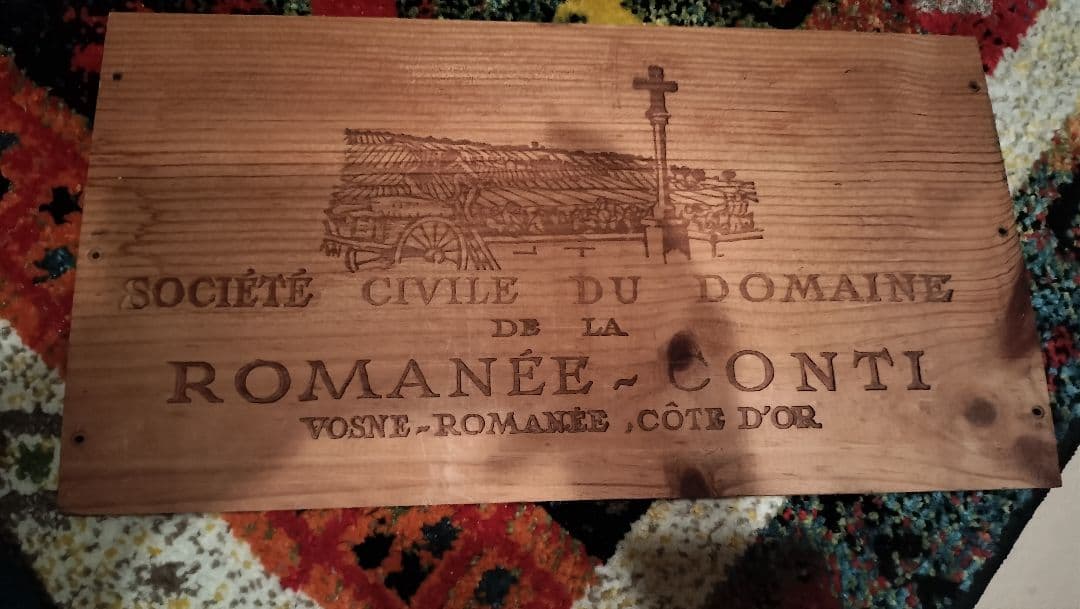 SOCIÉTÉ CIVILE DU DOMAINE
DE LA
ROMANÉE ~ CONTI
VOSNE~ROMANÉE , CÔTE D'OR